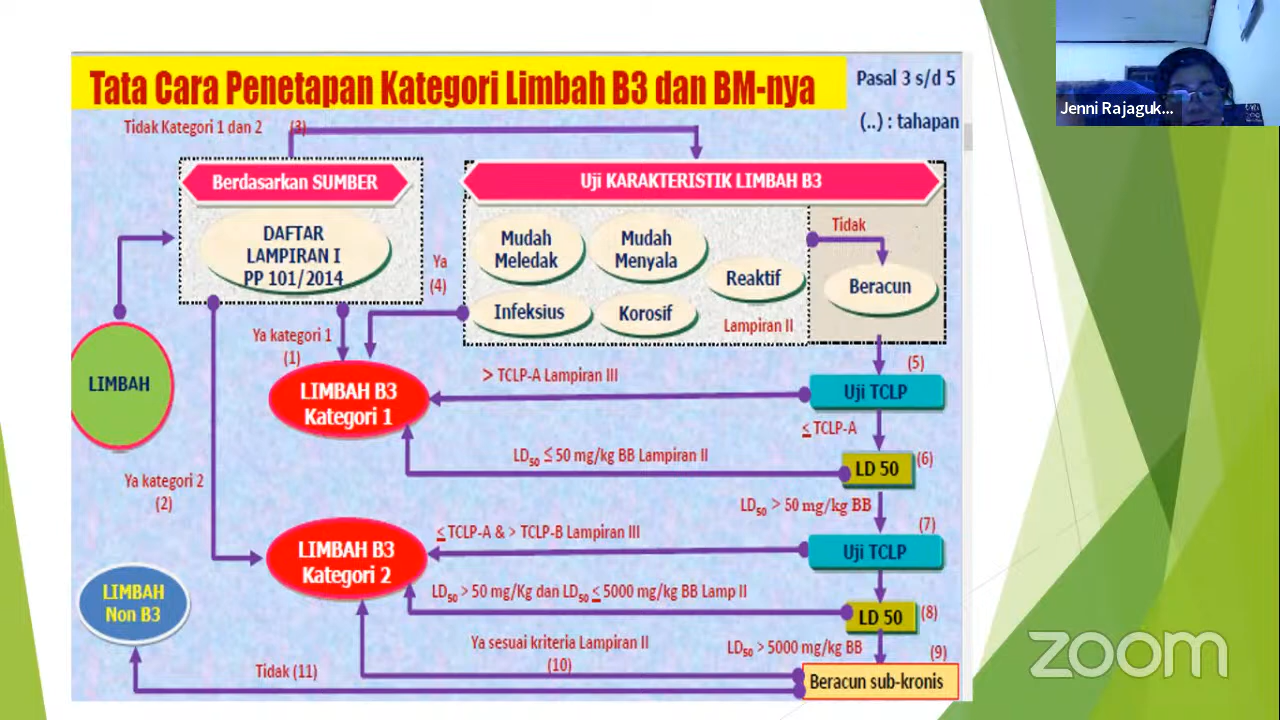 Tata Cara Penetapan Kategori Limbah B3 dan BM-nya
Pasal 3 s/d 5
(..) : tahapan
Jenni Rajaguk...
Tidak Kategori 1 dan 2 (3)
Berdasarkan SUMBER
DAFTAR
LAMPIRAN I
PP 101/2014
Uji KARAKTERISTIK LIMBAH B3
Mudah
Meledak
Mudah
Menyala
Reaktif
Infeksius
Korosif
Lampiran II
Tidak
Beracun
Ya
(4)
LIMBAH
Ya kategori 1
(1)
LIMBAH B3
Kategori 1
> TCLP-A Lampiran III
(5)
Uji TCLP
≤ TCLP-A
LD50 ≤ 50 mg/kg BB Lampiran II
LD 50
(6)
Ya kategori 2
(2)
LD50 > 50 mg/kg BB
(7)
LIMBAH B3
Kategori 2
≤ TCLP-A & > TCLP-B Lampiran III
Uji TCLP
LD50 > 50 mg/Kg dan LD50 ≤ 5000 mg/kg BB Lamp II
LD 50
(8)
LIMBAH
Non B3
Ya sesuai kriteria Lampiran II
(10)
LD50 > 5000 mg/kg BB
(9)
Tidak (11)
Beracun sub-kronis
zoom